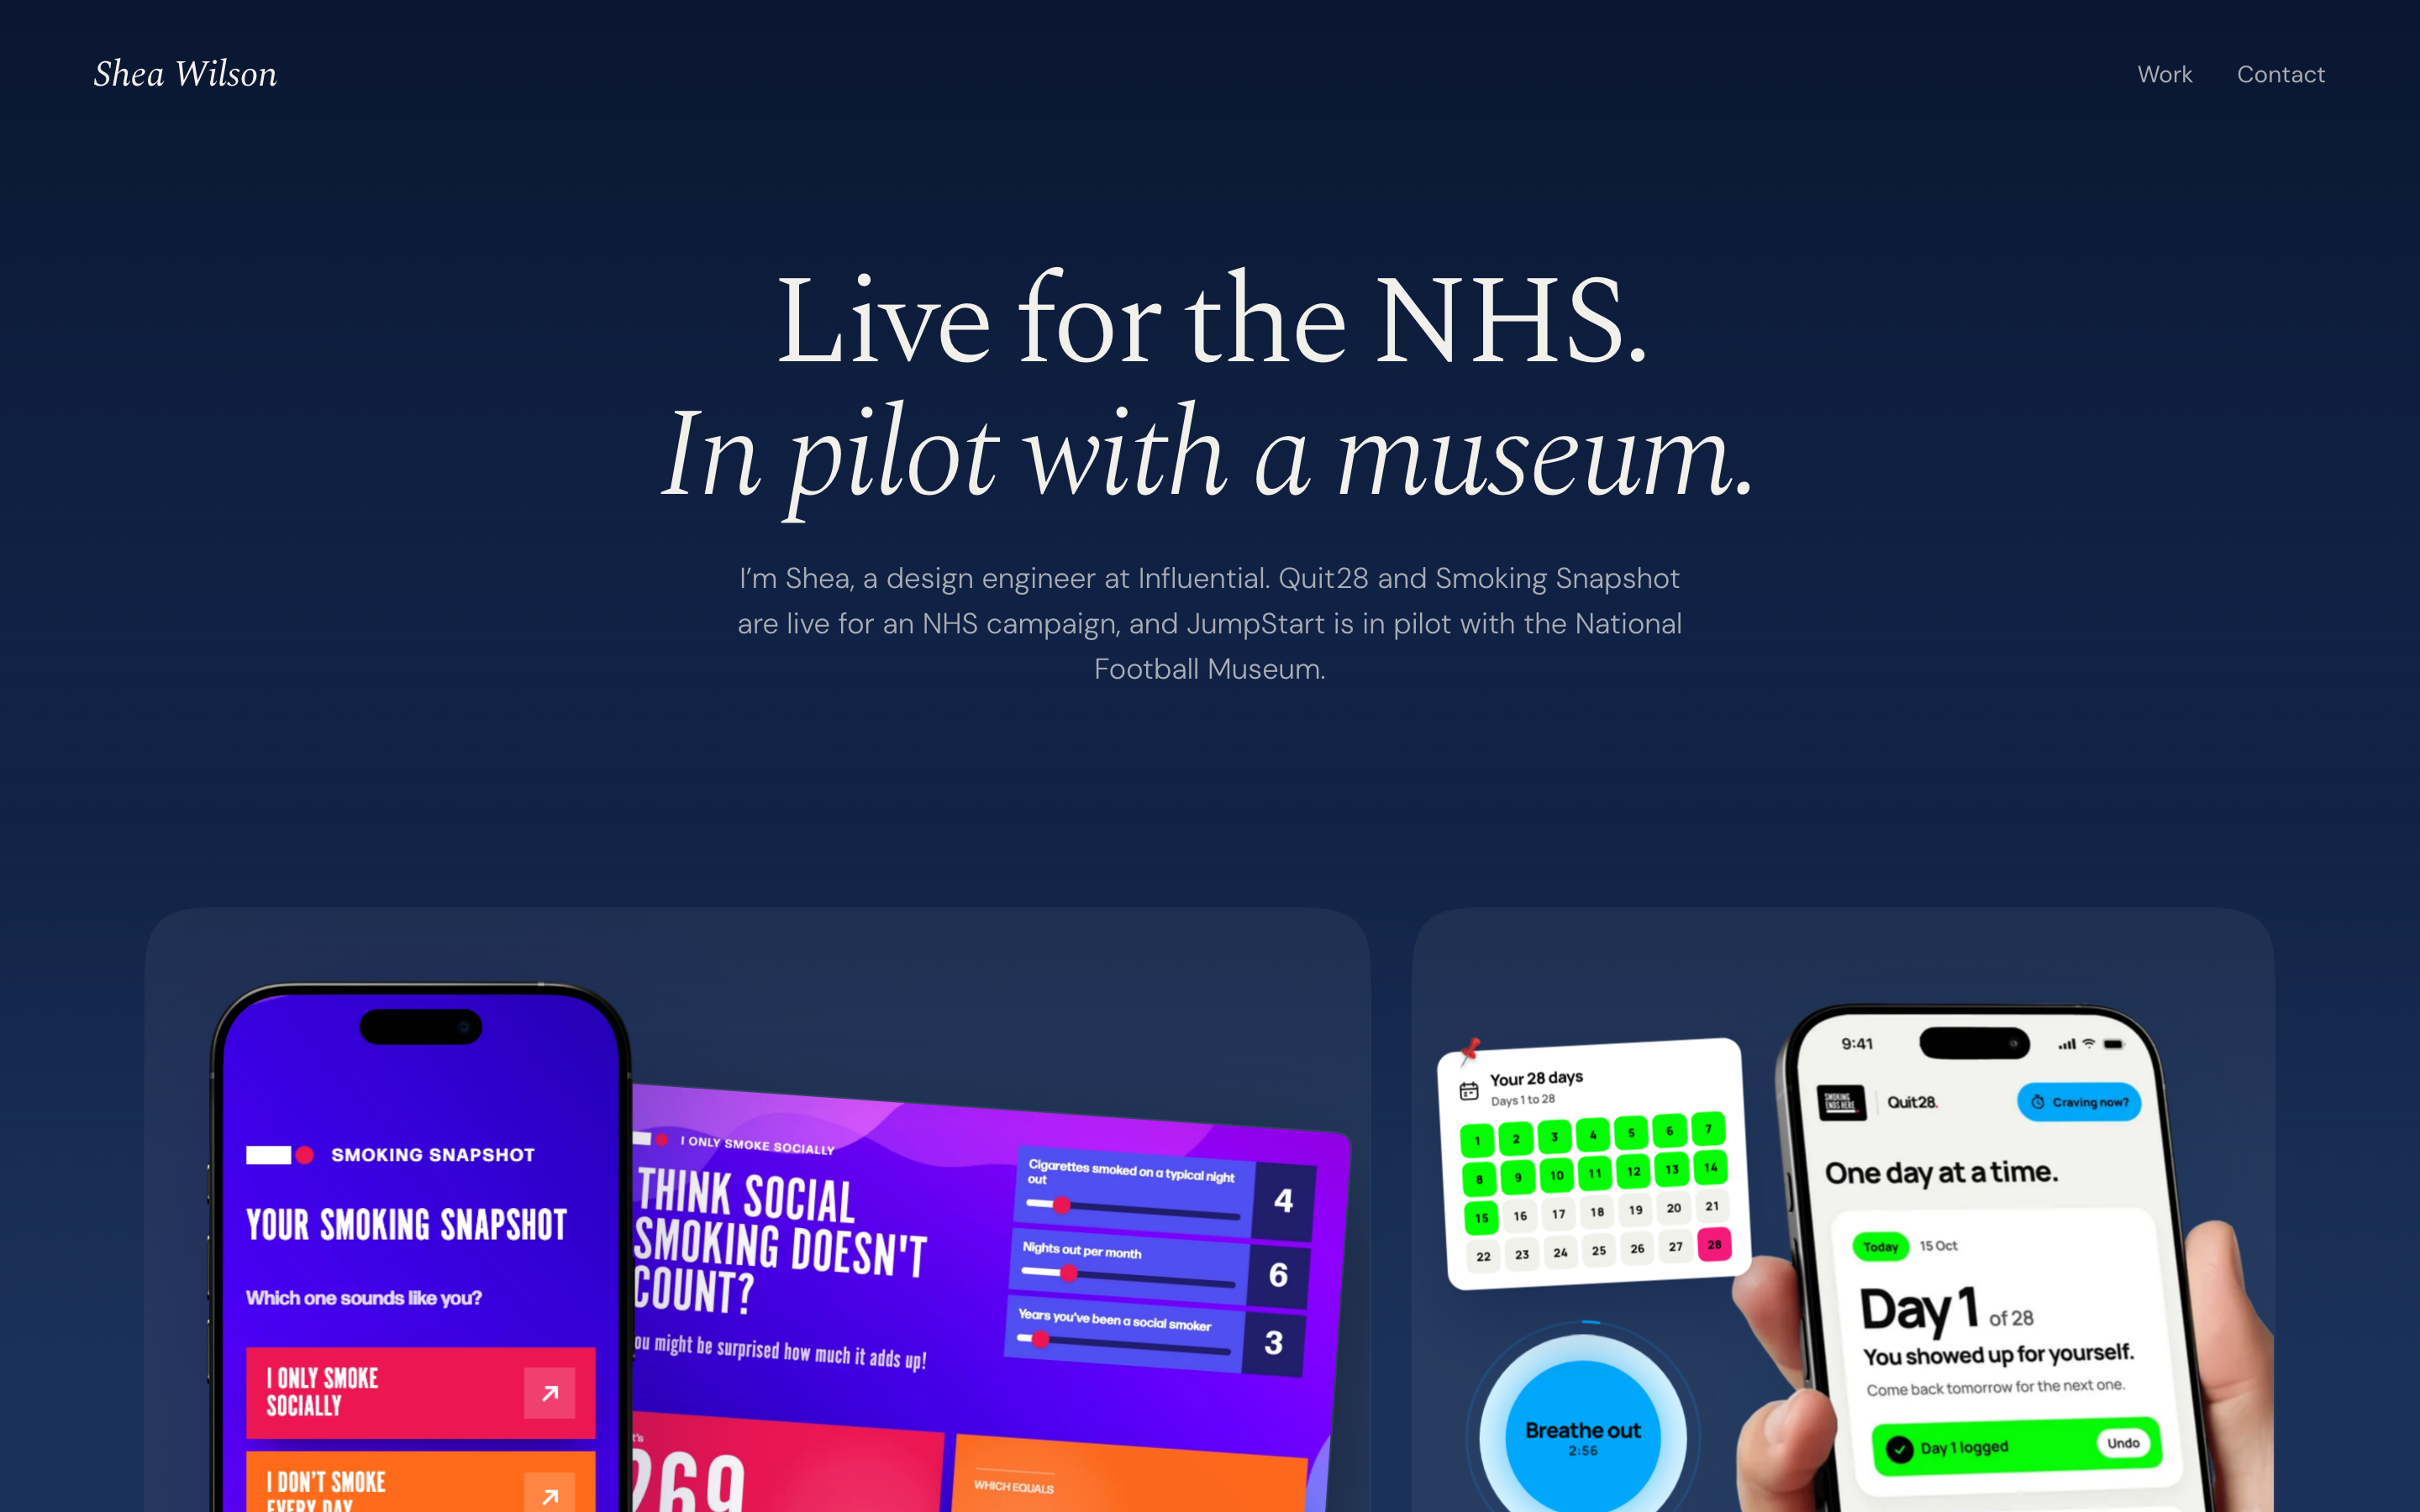 Shea Wilson
Work
Contact
Live for the NHS.
In pilot with a museum.
I’m Shea, a design engineer at Influential. Quit28 and Smoking Snapshot
are live for an NHS campaign, and JumpStart is in pilot with the National
Football Museum.
SMOKING SNAPSHOT
YOUR SMOKING SNAPSHOT
Which one sounds like you?
I ONLY SMOKE
SOCIALLY
I DON’T SMOKE
EVERY DAY
I ONLY SMOKE SOCIALLY
THINK SOCIAL
SMOKING DOESN'T
COUNT?
ou might be surprised how much it adds up!
Cigarettes smoked on a typical night
out
4
Nights out per month
6
Years you’ve been a social smoker
3
269
WHICH EQUALS
Your 28 days
Days 1 to 28
1 2 3 4 5 6 7
8 9 10 11 12 13 14
15 16 17 18 19 20 21
22 23 24 25 26 27 28
Breathe out
2:56
9:41
SMOKING
ENDS HERE
Quit28.
Craving now?
One day at a time.
Today
15 Oct
Day 1 of 28
You showed up for yourself.
Come back tomorrow for the next one.
Day 1 logged
Undo